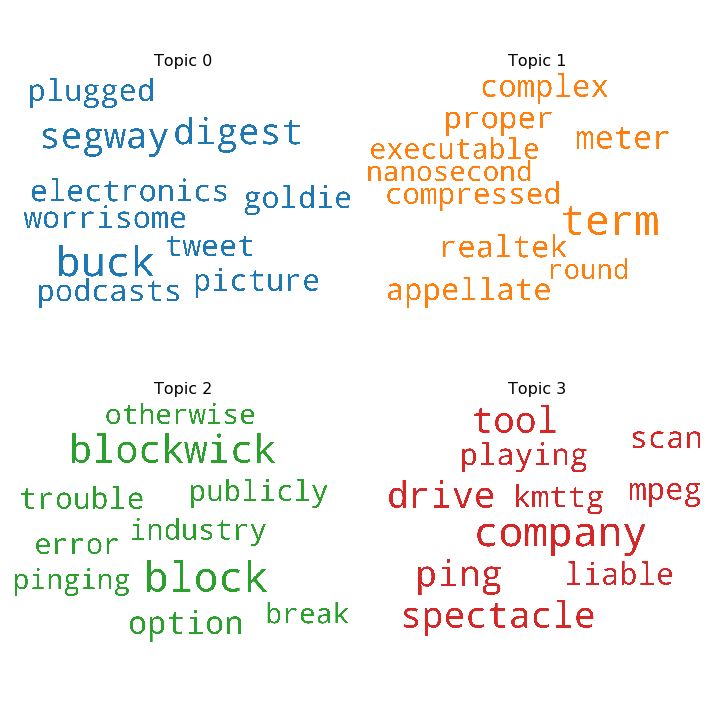 Topic 0
plugged
segway digest
electronics goldie
worrisome
tweet
buck
picture
podcasts
Topic 1
complex
proper
meter
executable
nanosecond
compressed
term
realtek
round
appellate
Topic 2
otherwise
blockwick
publicly
trouble
industry
error
pinging block
break
option
Topic 3
tool
scan
playing
mpeg
drive kmttg
company
ping liable
spectacle